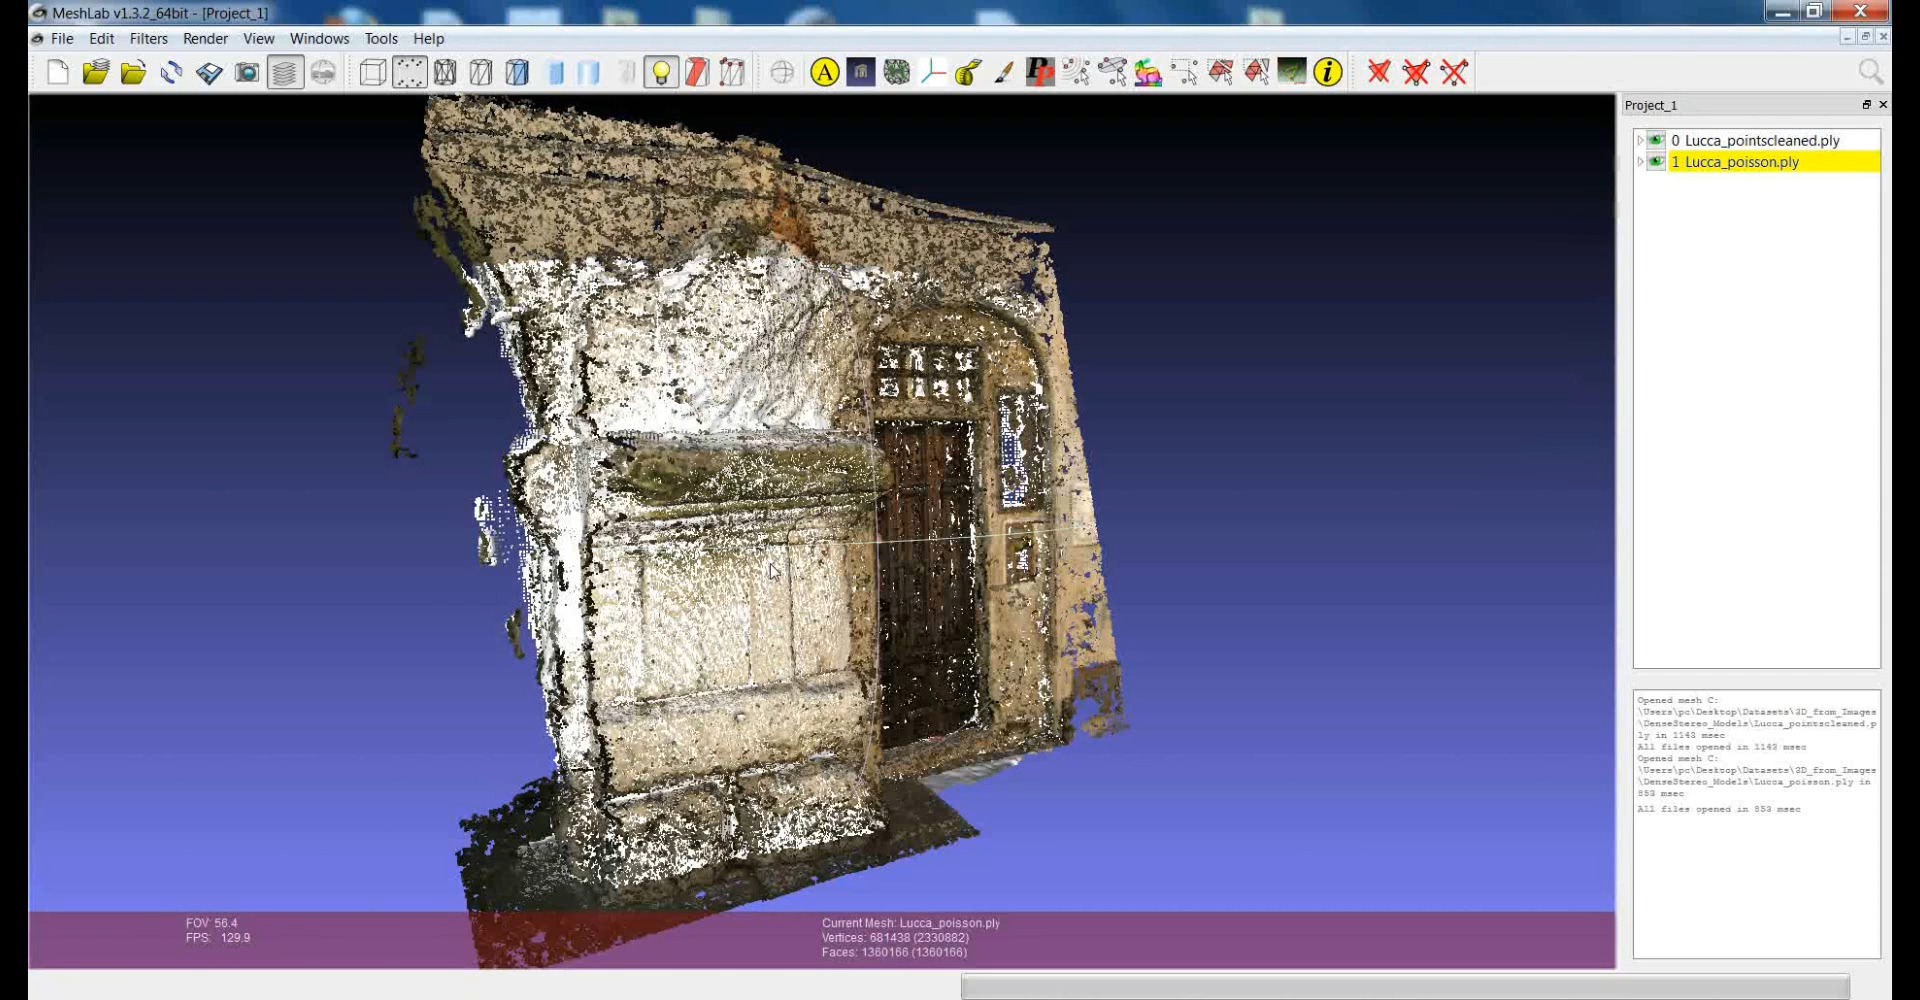 MeshLab v1.3.2_64bit - [Project_1]
File Edit Filters Render View Windows Tools Help
A
Pp
i
Project_1
0 Lucca_pointscleaned.ply
1 Lucca_poisson.ply
Opened mesh C:
\Users\pc\Desktop\Datasets\3D_from_Images
\DenseStereo_Models\Lucca_pointscleaned.p
ly in 1143 msec
All files opened in 1143 msec
Opened mesh C:
\Users\pc\Desktop\Datasets\3D_from_Images
\DenseStereo_Models\Lucca_poisson.ply in
853 msec
All files opened in 853 msec
FOV: 56.4
FPS: 129.9
Current Mesh: Lucca_poisson.ply
Vertices: 681438 (2330882)
Faces: 1360166 (1360166)